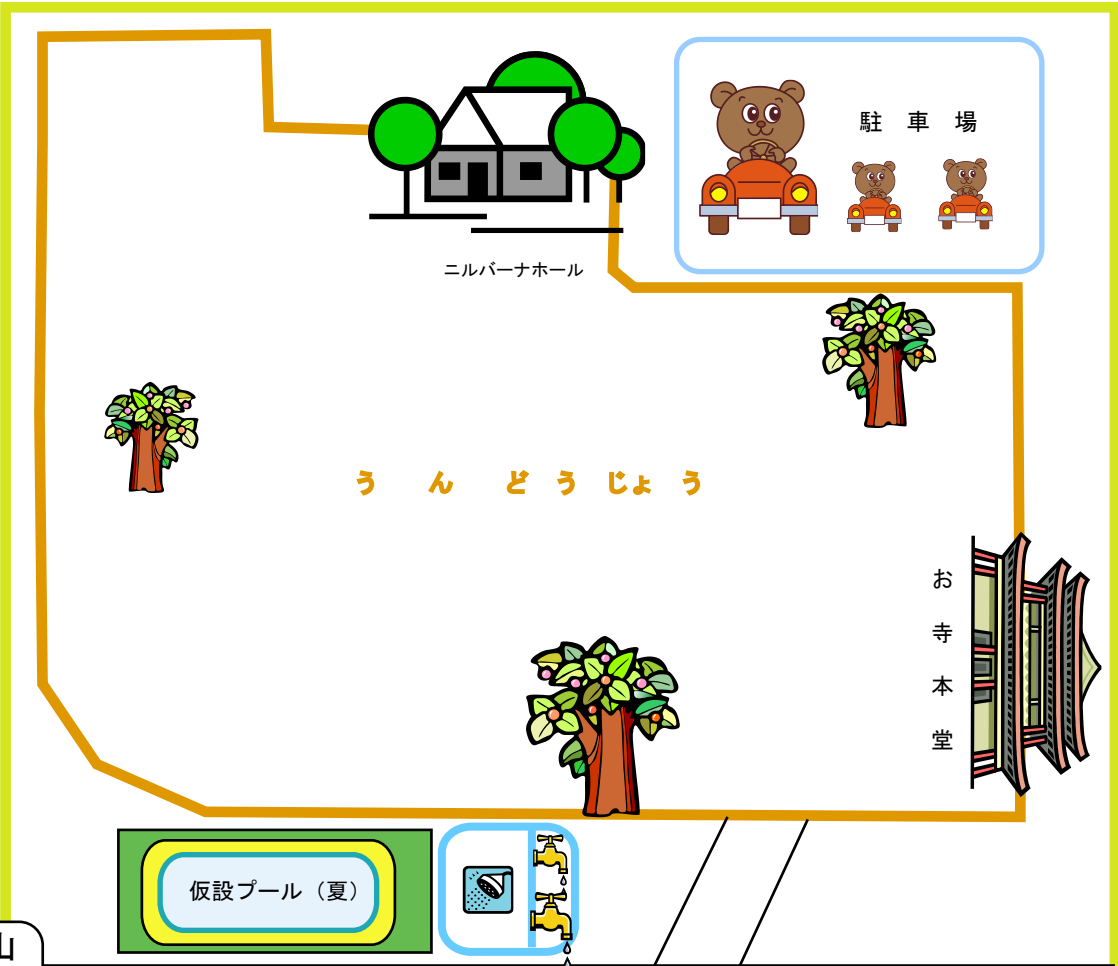 駐車場
ニルバーナホール
うんどうじょう
お寺本堂
仮設プール（夏）
山